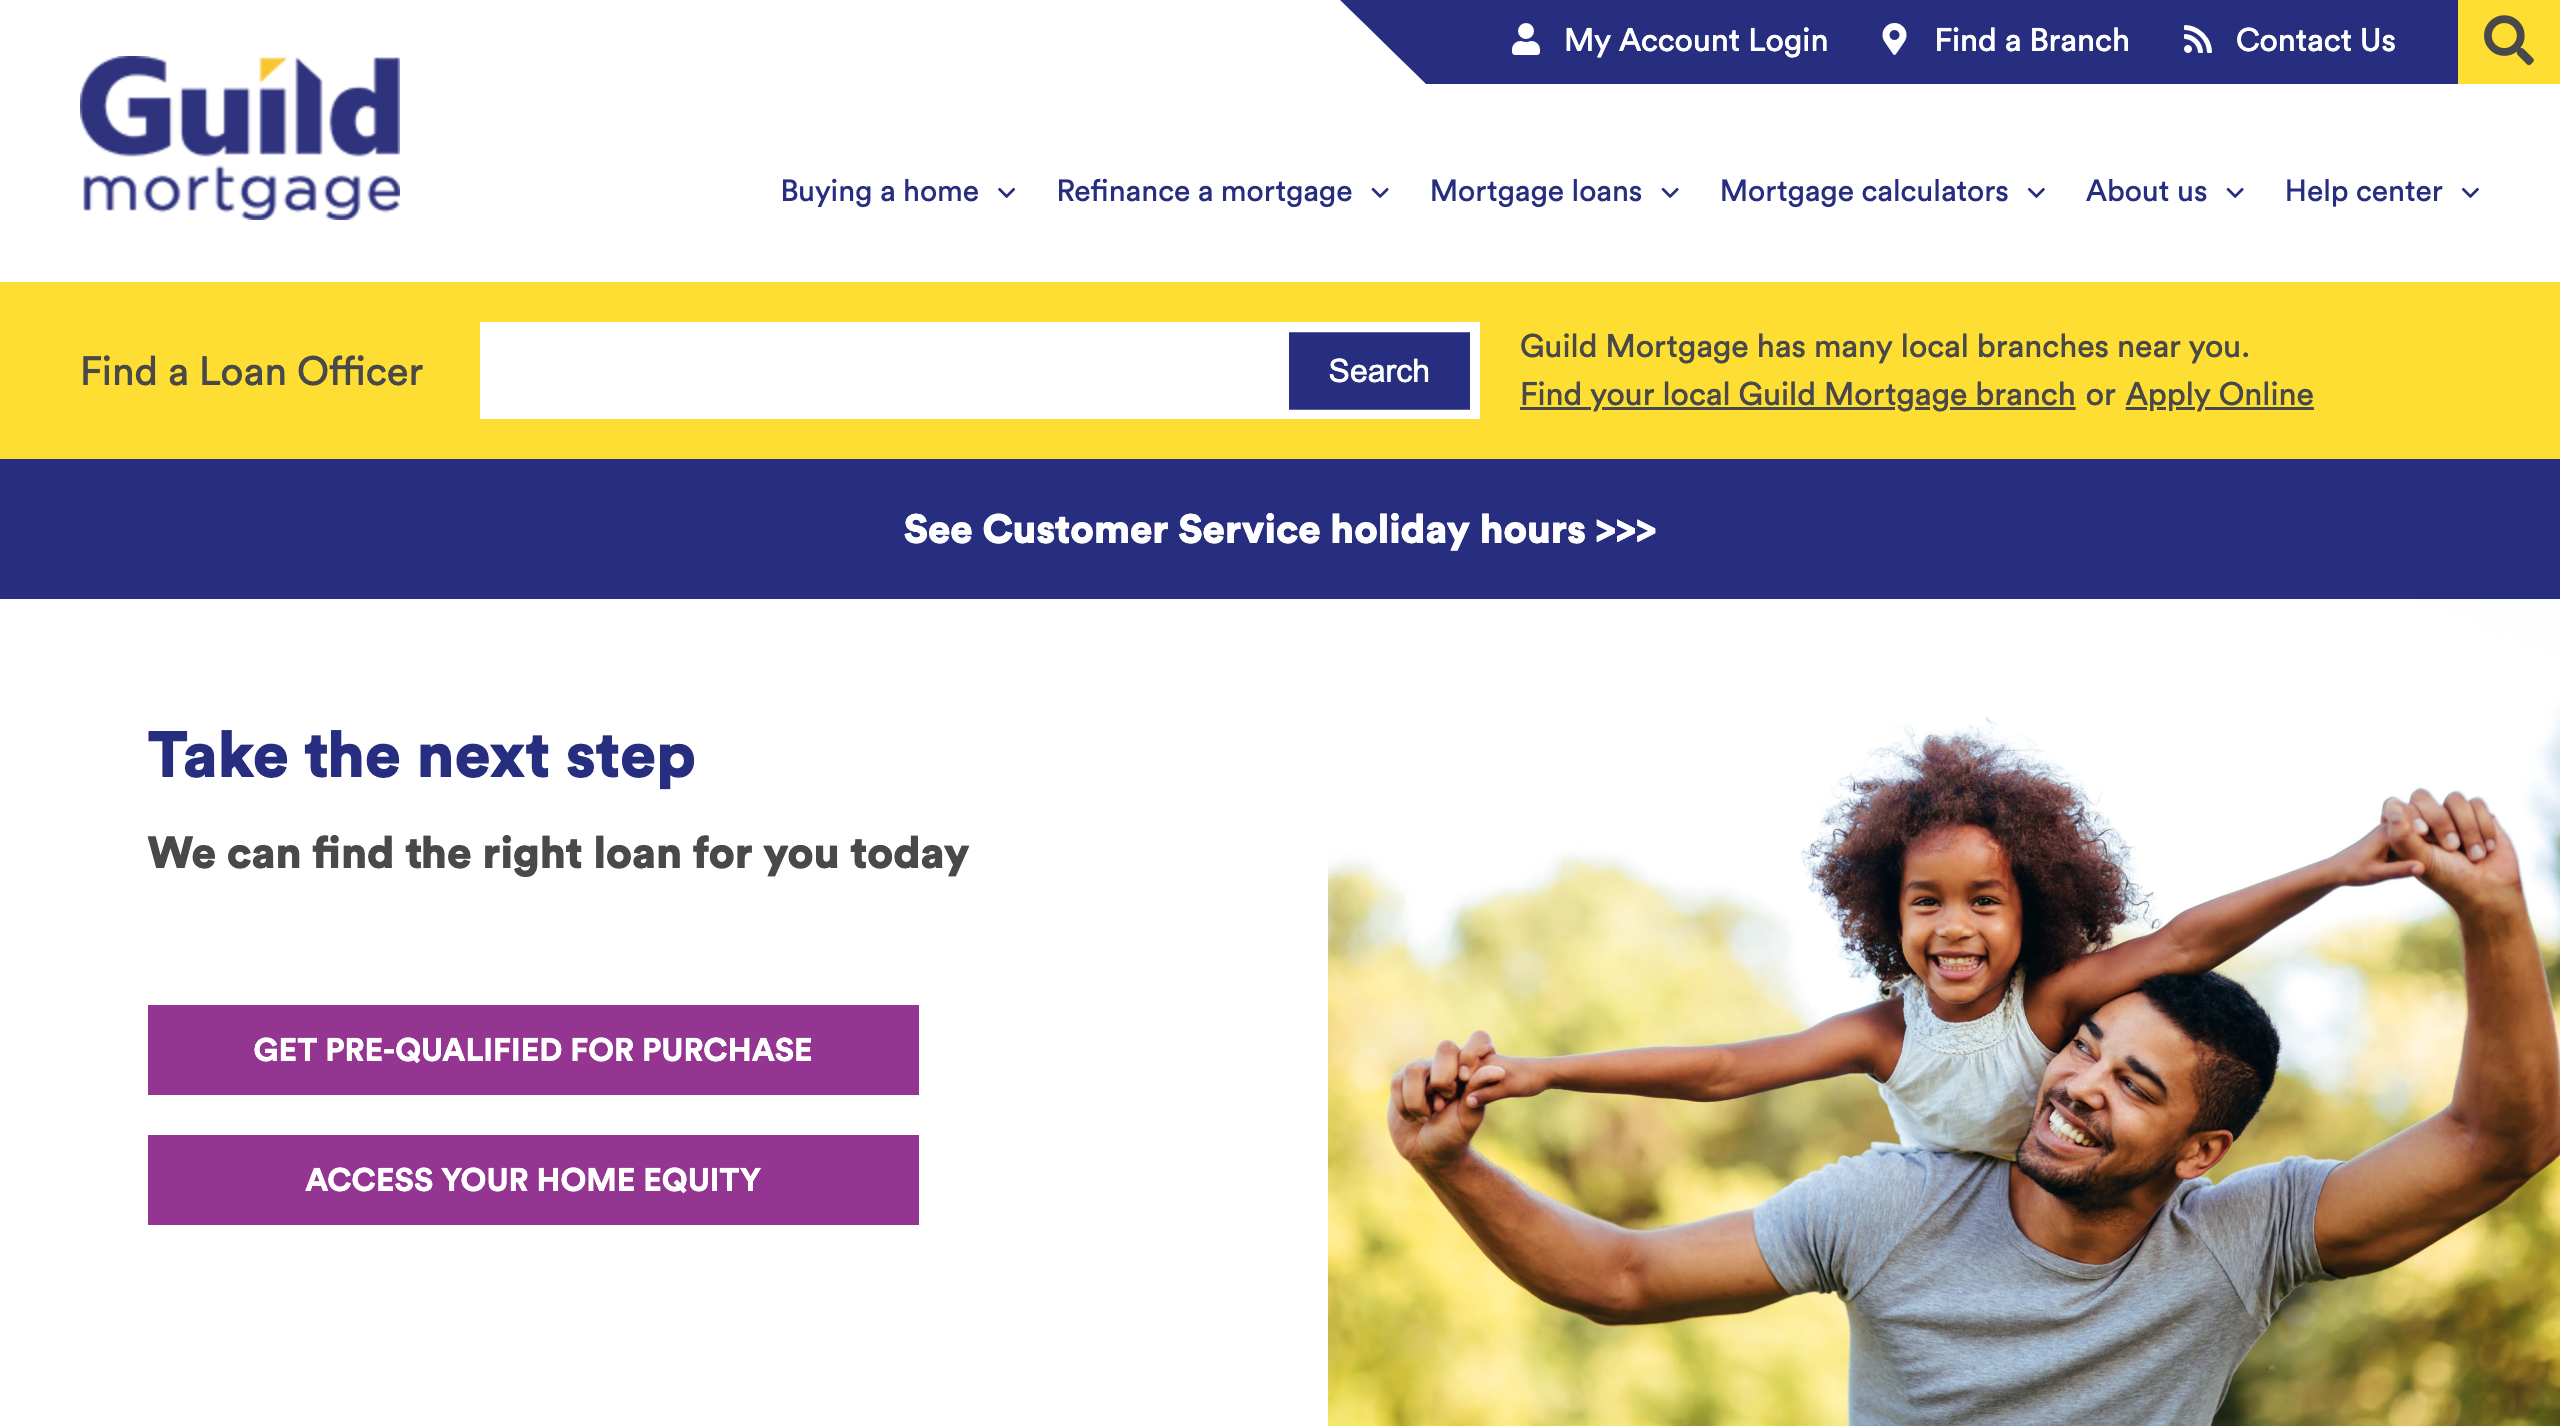 My Account Login
Find a Branch
Contact Us
Guild
mortgage
Buying a home
Refinance a mortgage
Mortgage loans
Mortgage calculators
About us
Help center
Find a Loan Officer
Search
Guild Mortgage has many local branches near you.
Find your local Guild Mortgage branch or Apply Online
See Customer Service holiday hours >>>
Take the next step
We can find the right loan for you today
GET PRE-QUALIFIED FOR PURCHASE
ACCESS YOUR HOME EQUITY